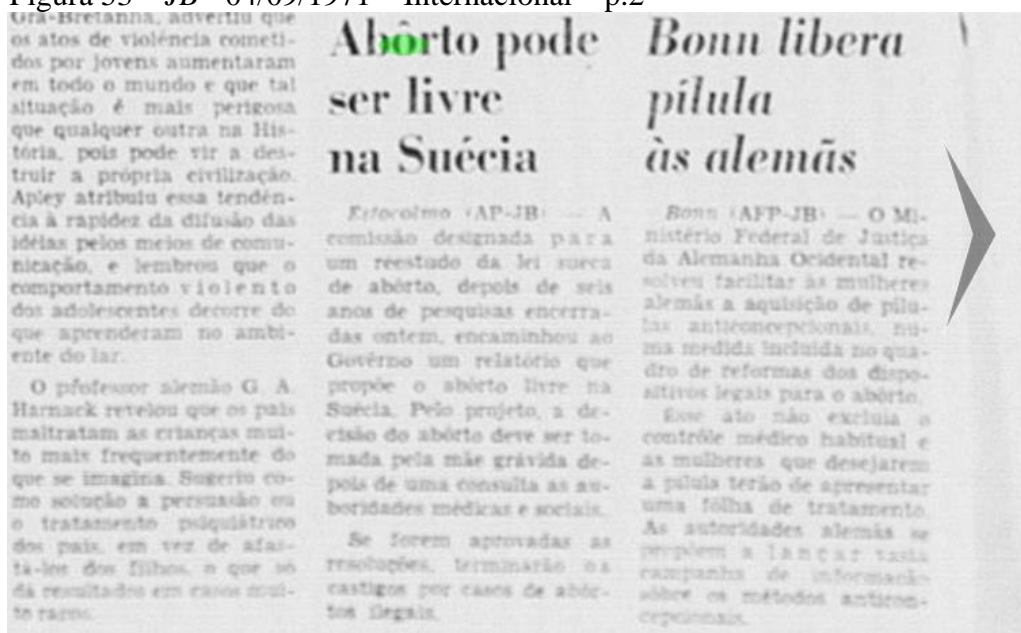 Figura 53 – JB – 04/09/1971 – Internacional – p.2
Grã-Bretanha, advertiu que
os atos de violência cometi-
dos por jovens aumentaram
em todo o mundo e que tal
situação é mais perigosa
que qualquer outra na His-
tória, pois pode vir a des-
truir a própria civilização.
Apley atribuiu essa tendên-
cia à rapidez da difusão das
idéias pelos meios de comu-
nicação, e lembrou que o
comportamento violento
dos adolescentes decorre do
que aprenderam no ambi-
ente do lar.
O professor alemão G. A.
Harnack revelou que os pais
maltratam as crianças mui-
to mais frequentemente do
que se imagina. Sugeriu co-
mo solução a persuasão ou
o tratamento psiquiátrico
dos pais, em vez de afas-
tá-los dos filhos, o que só
dá resultados em casos mui-
to raros.
Abôrto pode
ser livre
na Suécia
Estocolmo (AP-JB) — A
comissão designada para
um reestudo da lei sueca
de abôrto, depois de seis
anos de pesquisas encerra-
das ontem, encaminhou ao
Govêrno um relatório que
propõe o abôrto livre na
Suécia. Pelo projeto, a de-
cisão do abôrto deve ser to-
mada pela mãe grávida de-
pois de uma consulta as au-
toridades médicas e sociais.
Se forem aprovadas as
resoluções, terminarão os
castigos por casos de abôr-
tos ilegais.
Bonn libera
pílula
às alemãs
Bonn (AFP-JB) — O Mi-
nistério Federal de Justiça
da Alemanha Ocidental re-
solveu facilitar às mulheres
alemãs a aquisição de pílu-
las anticoncepcionais, nu-
ma medida incluída no qua-
dro de reformas dos dispo-
sitivos legais para o abôrto.
Esse ato não excluia o
contrôle médico habitual e
as mulheres que desejarem
a pílula terão de apresentar
uma fôlha de tratamento.
As autoridades alemãs se
propõem a lançar vasta
campanha de informação
sôbre os métodos anticon-
cepcionais.